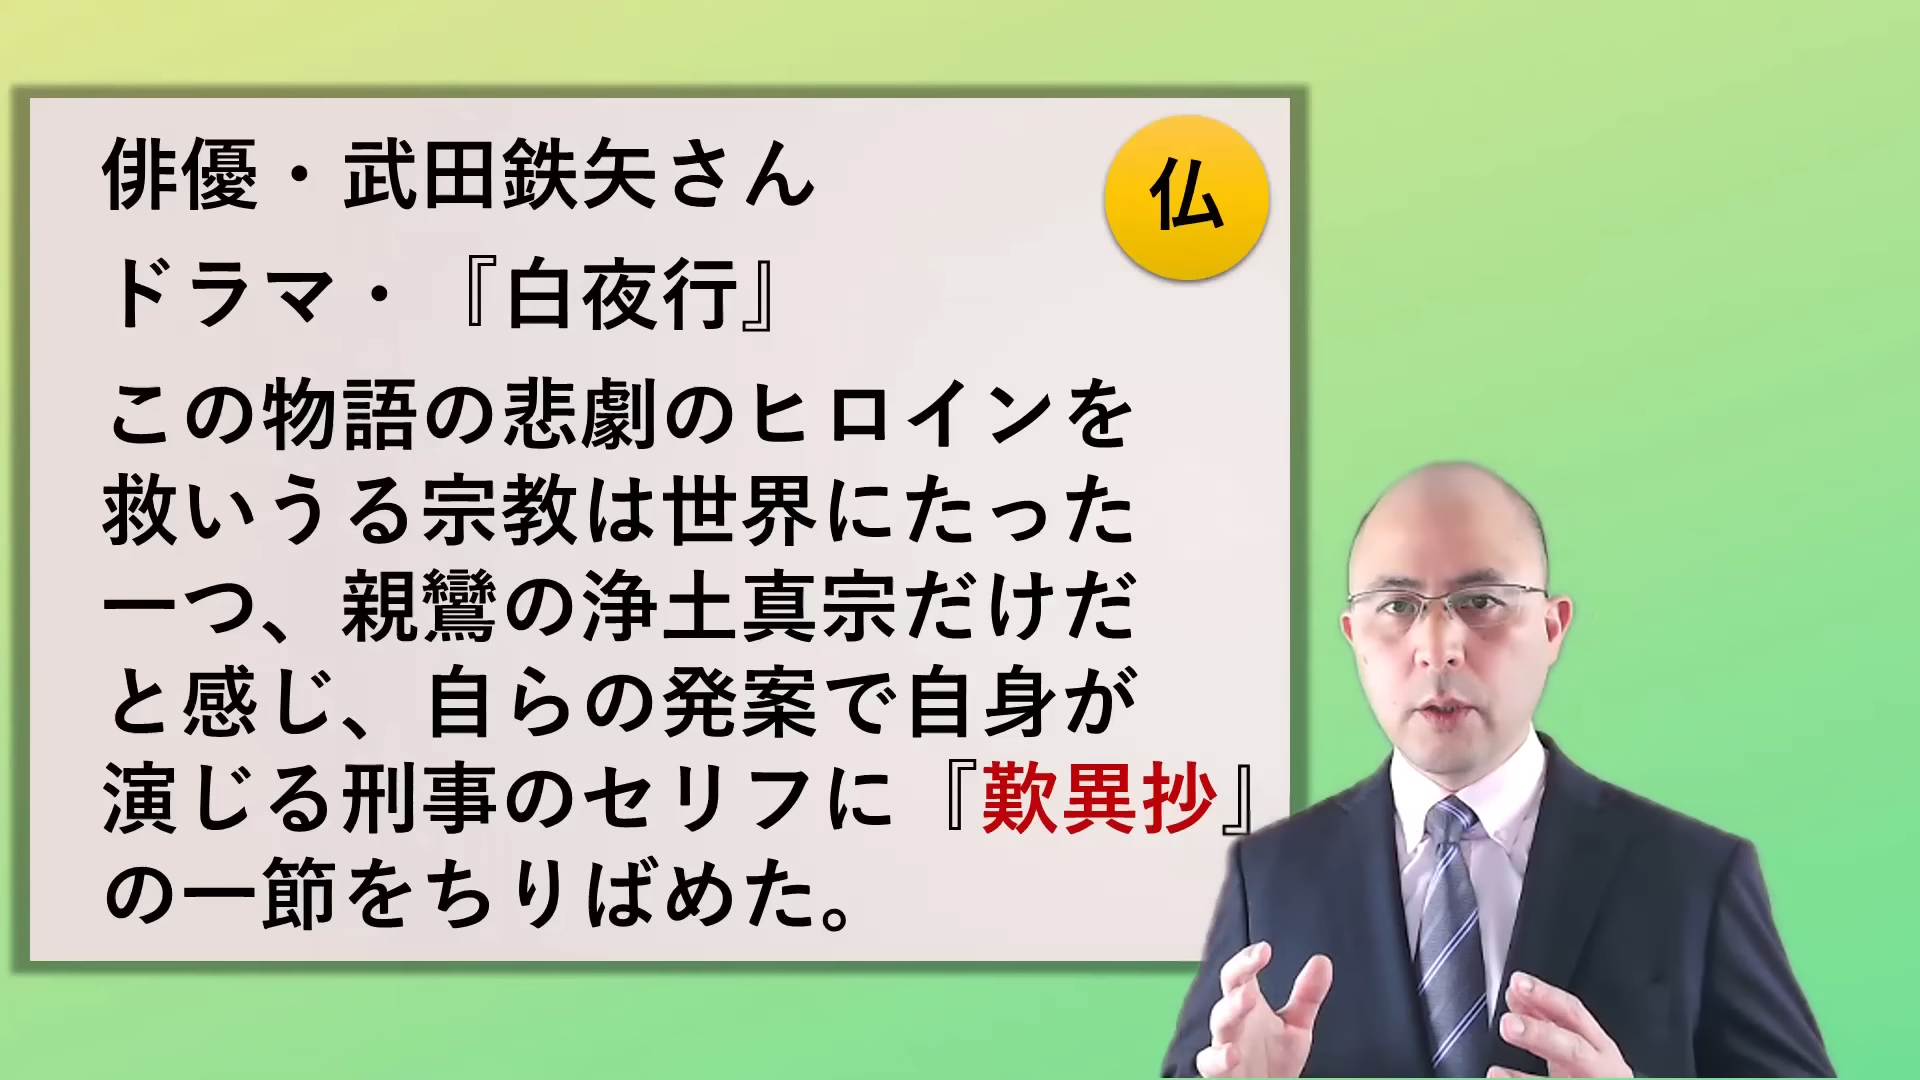 俳優・武田鉄矢さん
仏
ドラマ・『白夜行』
この物語の悲劇のヒロインを
救いうる宗教は世界にたった
一つ、親鸞の浄土真宗だけだ
と感じ、自らの発案で自身が
演じる刑事のセリフに『歎異抄』
の一節をちりばめた。